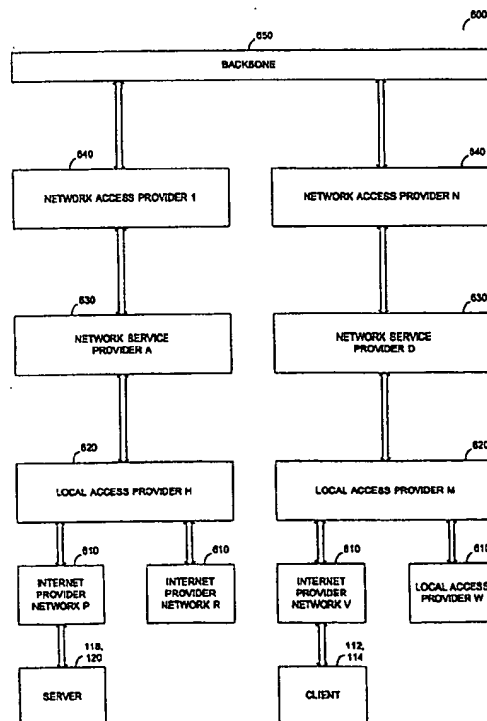 600
650
BACKBONE
640
640
NETWORK ACCESS PROVIDER 1
NETWORK ACCESS PROVIDER N
630
630
NETWORK SERVICE
PROVIDER A
NETWORK SERVICE
PROVIDER D
620
620
LOCAL ACCESS PROVIDER H
LOCAL ACCESS PROVIDER M
610
610
610
610
INTERNET
PROVIDER
NETWORK P
INTERNET
PROVIDER
NETWORK R
INTERNET
PROVIDER
NETWORK V
LOCAL ACCESS
PROVIDER W
118,
120
112,
114
SERVER
CLIENT